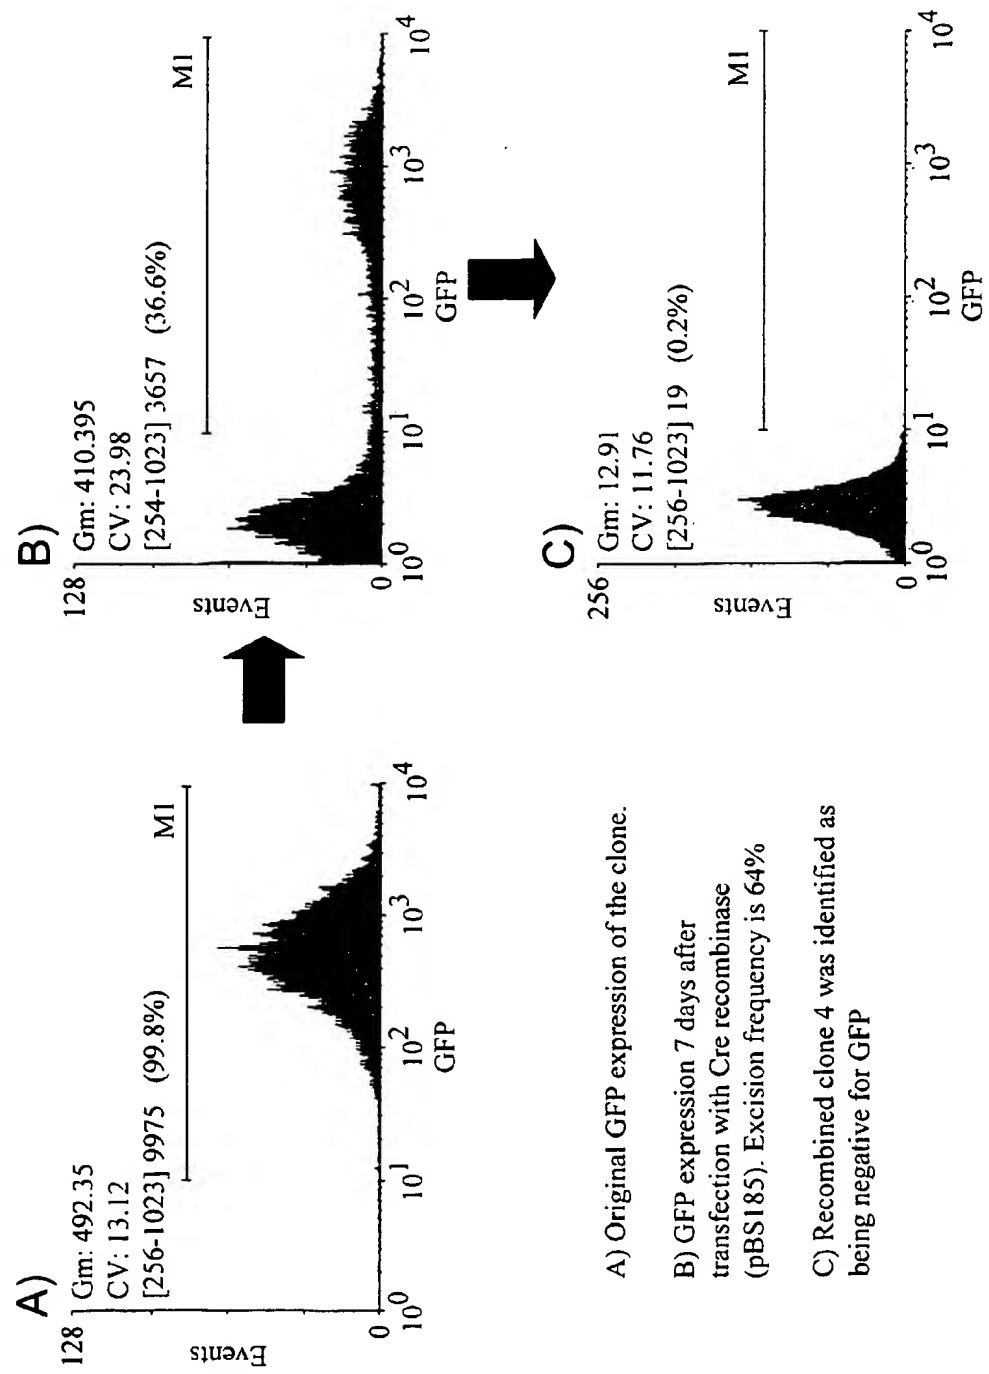 A)
128
Gm: 492.35
CV: 13.12
[256-1023] 9975 (99.8%)
M1
Events
0
10^0 10^1 10^2 10^3 10^4
GFP
B)
128
Gm: 410.395
CV: 23.98
[254-1023] 3657 (36.6%)
M1
Events
0
10^0 10^1 10^2 10^3 10^4
GFP
C)
256
Gm: 12.91
CV: 11.76
[256-1023] 19 (0.2%)
M1
Events
0
10^0 10^1 10^2 10^3 10^4
GFP
A) Original GFP expression of the clone.
B) GFP expression 7 days after
transfection with Cre recombinase
(pBS185). Excision frequency is 64%
C) Recombined clone 4 was identified as
being negative for GFP